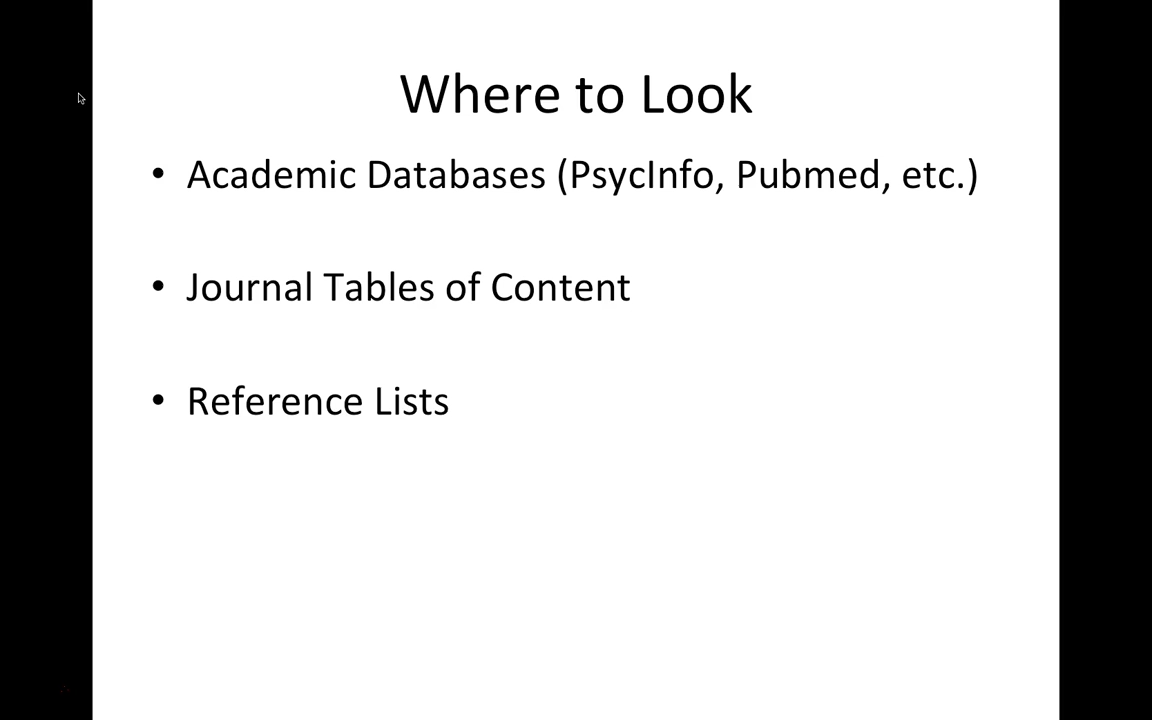 Where to Look
• Academic Databases (PsycInfo, Pubmed, etc.)
• Journal Tables of Content
• Reference Lists